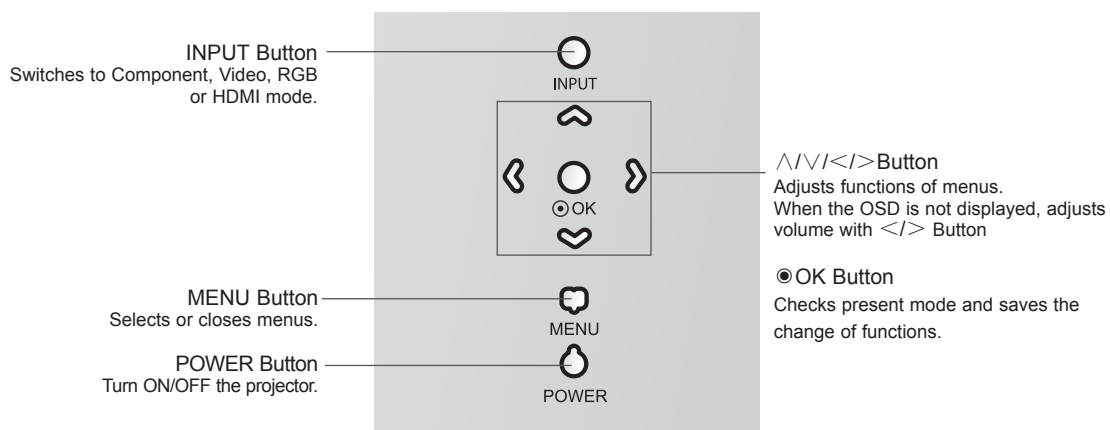 INPUT Button
Switches to Component, Video, RGB
or HDMI mode.
INPUT
◉OK
∧/∨/＜/＞Button
Adjusts functions of menus.
When the OSD is not displayed, adjusts
volume with ＜/＞ Button
◉OK Button
Checks present mode and saves the
change of functions.
MENU Button
Selects or closes menus.
MENU
POWER Button
Turn ON/OFF the projector.
POWER